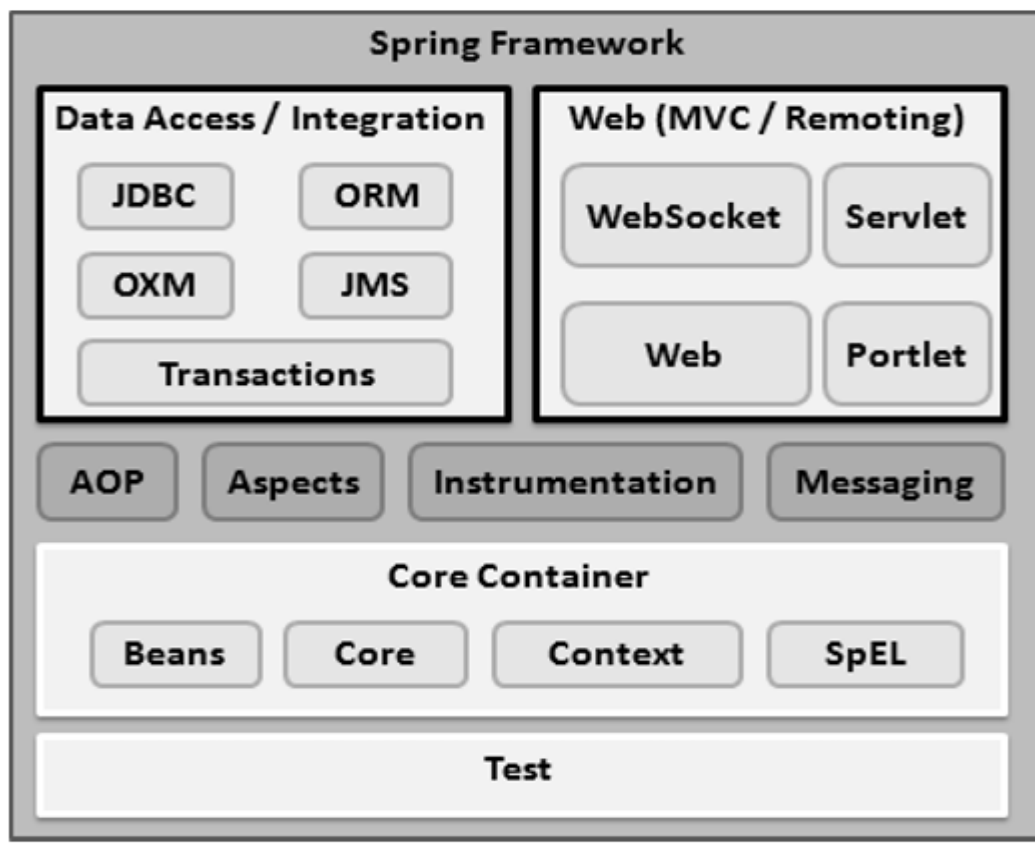 Spring Framework
Data Access / Integration
JDBC
ORM
OXM
JMS
Transactions
Web (MVC / Remoting)
WebSocket
Servlet
Web
Portlet
AOP
Aspects
Instrumentation
Messaging
Core Container
Beans
Core
Context
SpEL
Test